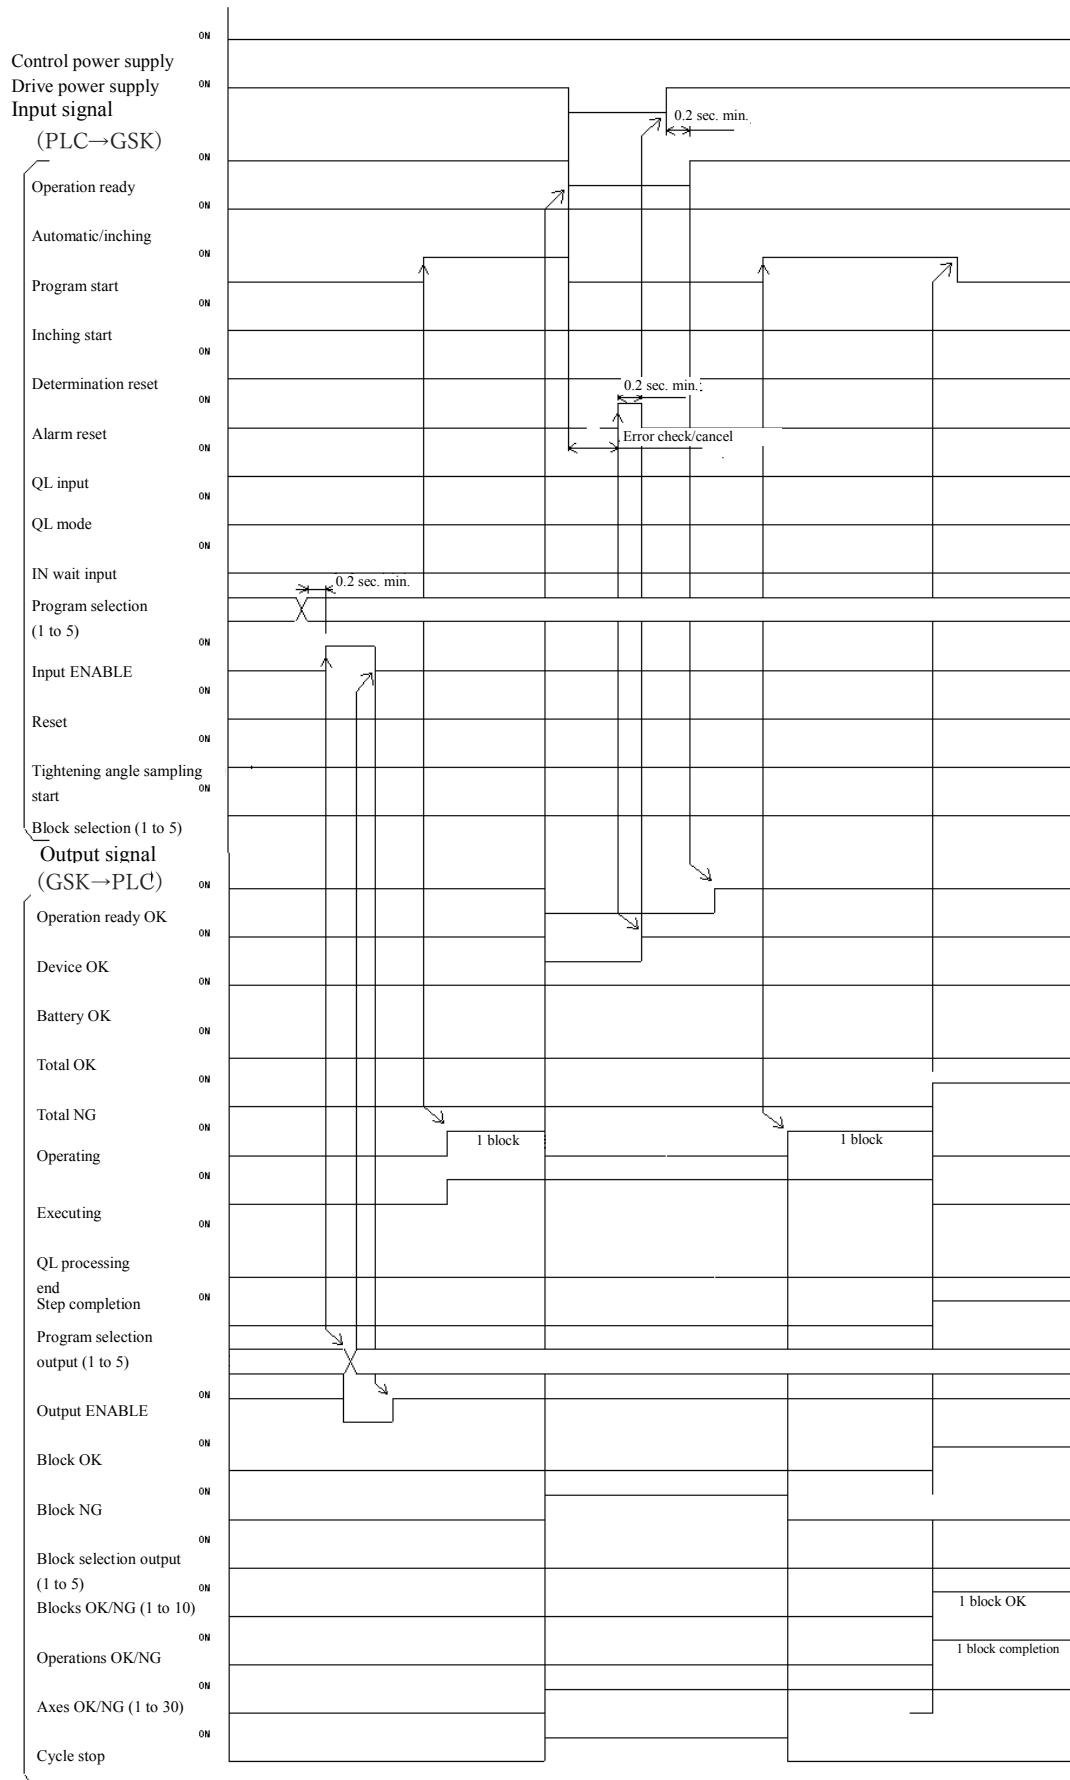 ON
Control power supply
Drive power supply ON
Input signal
0.2 sec. min.
(PLC→GSK)
ON
Operation ready
ON
Automatic/inching
ON
Program start
ON
Inching start
ON
Determination reset
0.2 sec. min.
ON
Alarm reset
Error check/cancel
ON
QL input
ON
QL mode
ON
IN wait input
0.2 sec. min.
Program selection
(1 to 5)
ON
Input ENABLE
ON
Reset
ON
Tightening angle sampling
start
ON
Block selection (1 to 5)
Output signal
(GSK→PLC)
ON
Operation ready OK
ON
Device OK
ON
Battery OK
ON
Total OK
ON
Total NG
ON
1 block
1 block
Operating
ON
Executing
ON
QL processing
end
Step completion ON
Program selection
output (1 to 5)
ON
Output ENABLE
ON
Block OK
ON
Block NG
ON
Block selection output
(1 to 5)
ON
Blocks OK/NG (1 to 10)
1 block OK
ON
Operations OK/NG
1 block completion
ON
Axes OK/NG (1 to 30)
ON
Cycle stop